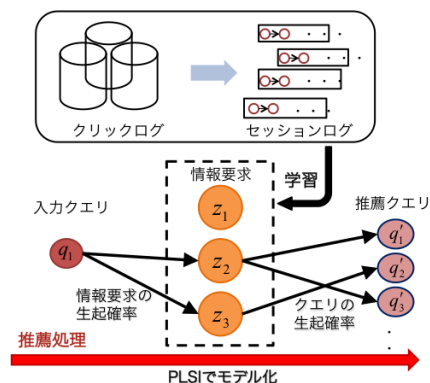 クリックログ
セッションログ
情報要求
学習
入力クエリ
推薦クエリ
z₁
q₁
z₂
z₃
q′₁
q′₂
q′₃
情報要求の
生起確率
クエリの
生起確率
推薦処理
PLSIでモデル化